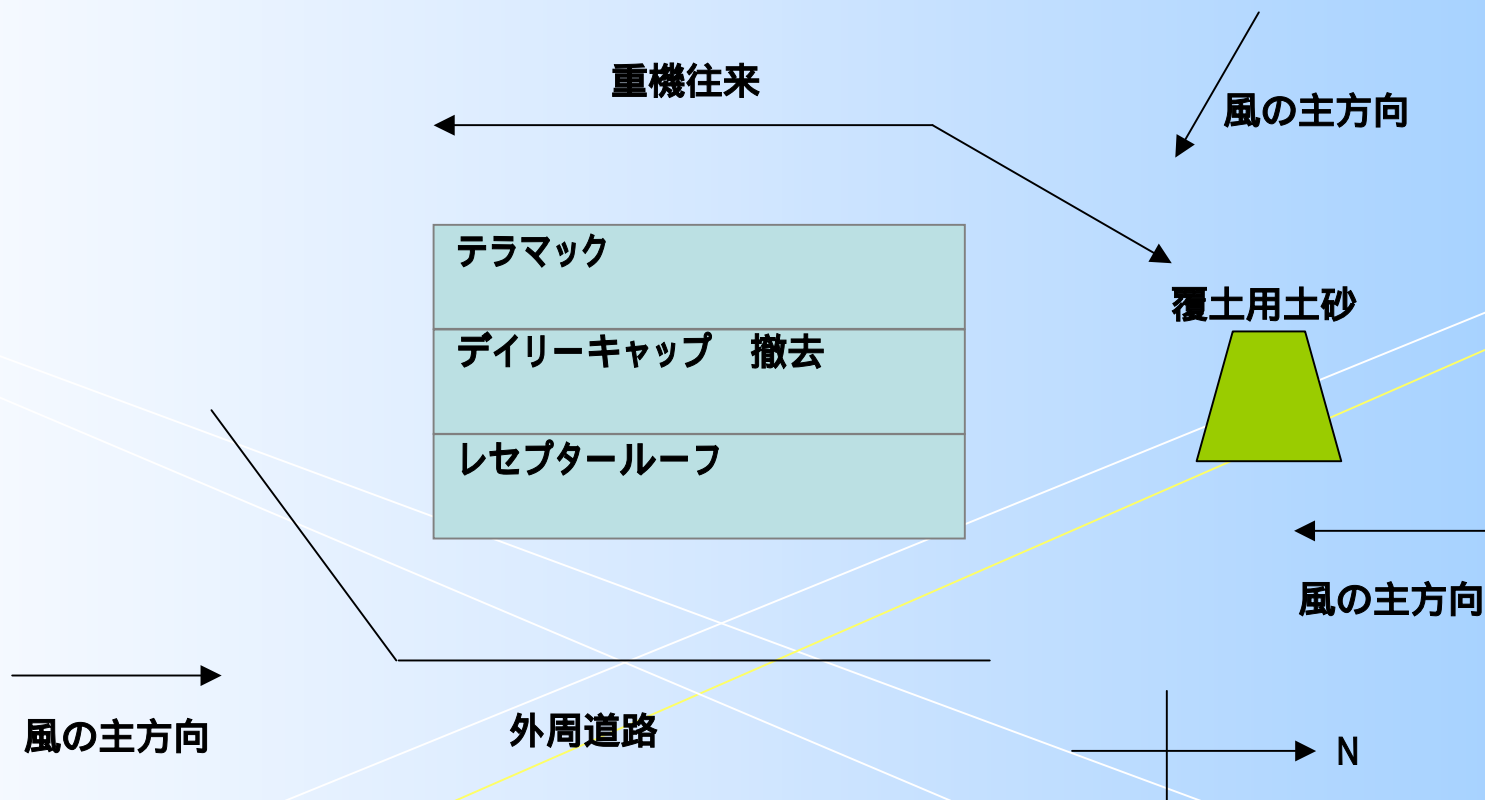 重機往来
風の主方向
テラマック
覆土用土砂
デイリーキャップ　撤去
レセプタールーフ
風の主方向
風の主方向
外周道路
N